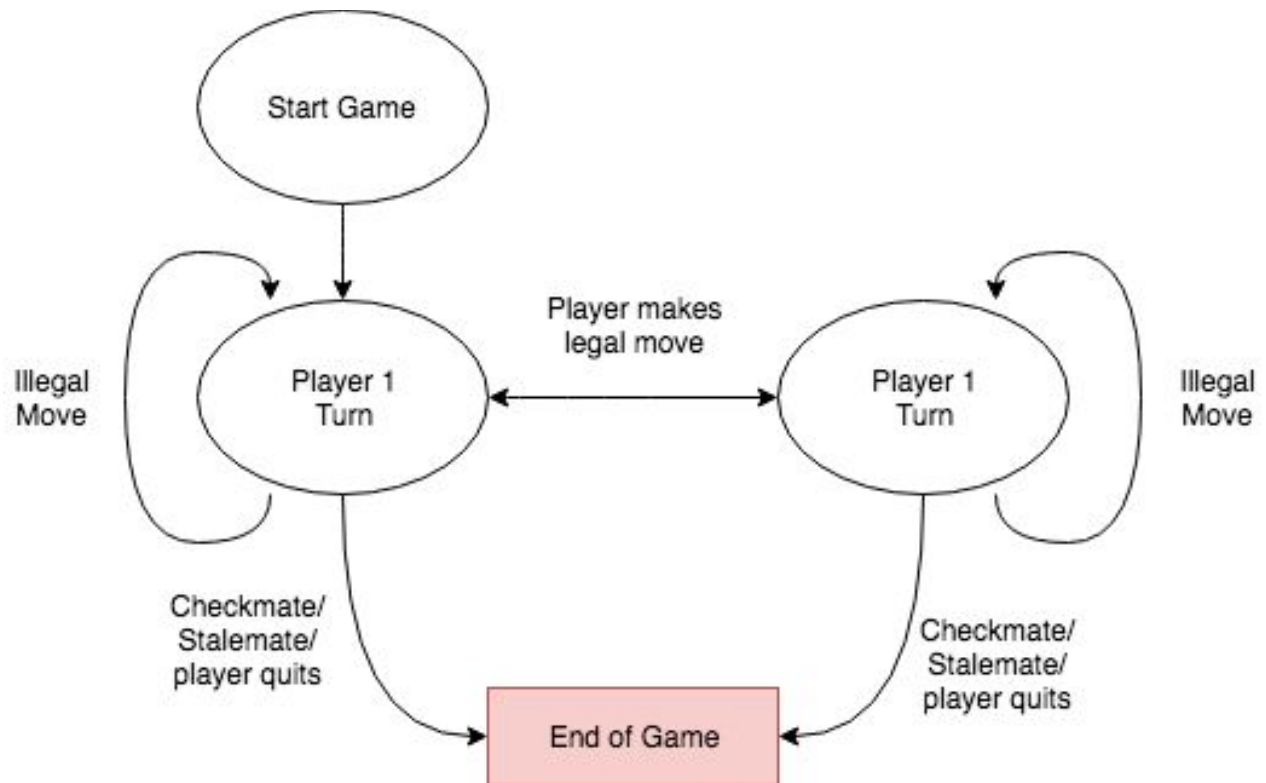 Start Game
Player makes
legal move
Illegal
Move
Player 1
Turn
Player 1
Turn
Illegal
Move
Checkmate/
Stalemate/
player quits
Checkmate/
Stalemate/
player quits
End of Game